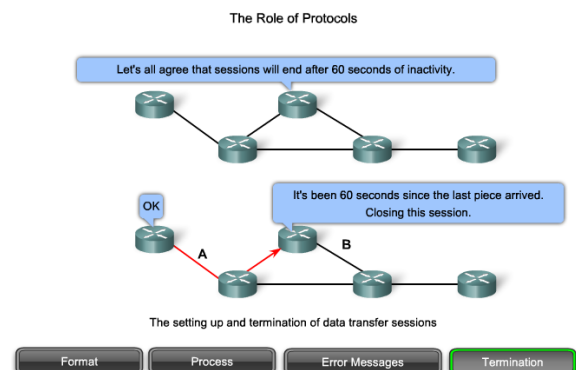 The Role of Protocols
Let's all agree that sessions will end after 60 seconds of inactivity.
OK
It's been 60 seconds since the last piece arrived.
Closing this session.
A
B
The setting up and termination of data transfer sessions
Format
Process
Error Messages
Termination